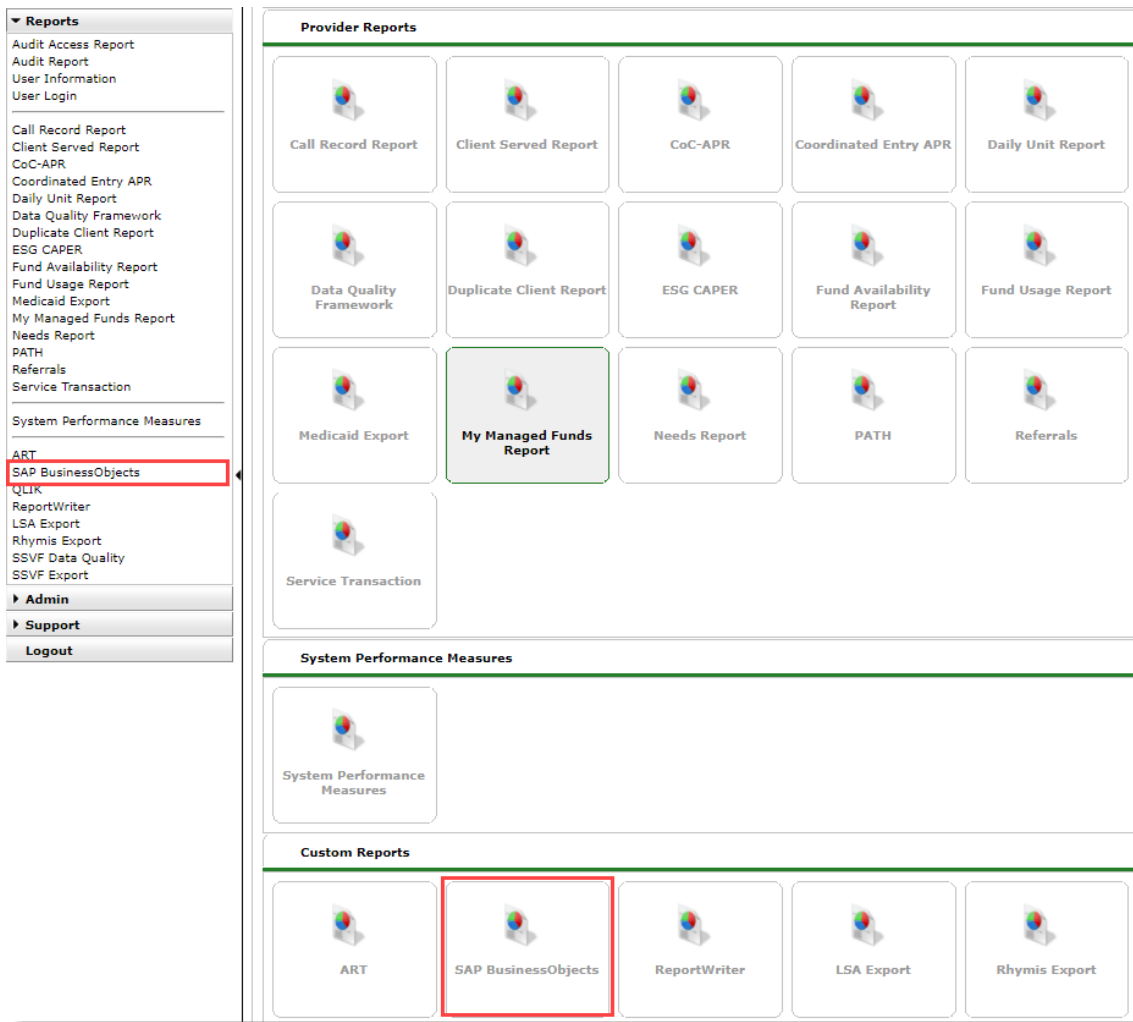 Reports
Audit Access Report
Audit Report
User Information
User Login
Call Record Report
Client Served Report
CoC-APR
Coordinated Entry APR
Daily Unit Report
Data Quality Framework
Duplicate Client Report
ESG CAPER
Fund Availability Report
Fund Usage Report
Medicaid Export
My Managed Funds Report
Needs Report
PATH
Referrals
Service Transaction
System Performance Measures
ART
SAP BusinessObjects
QLIK
ReportWriter
LSA Export
Rhymis Export
SSVF Data Quality
SSVF Export
Admin
Support
Logout
Provider Reports
Call Record Report
Client Served Report
CoC-APR
Coordinated Entry APR
Daily Unit Report
Data Quality
Framework
Duplicate Client Report
ESG CAPER
Fund Availability
Report
Fund Usage Report
Medicaid Export
My Managed Funds
Report
Needs Report
PATH
Referrals
Service Transaction
System Performance Measures
System Performance
Measures
Custom Reports
ART
SAP BusinessObjects
ReportWriter
LSA Export
Rhymis Export